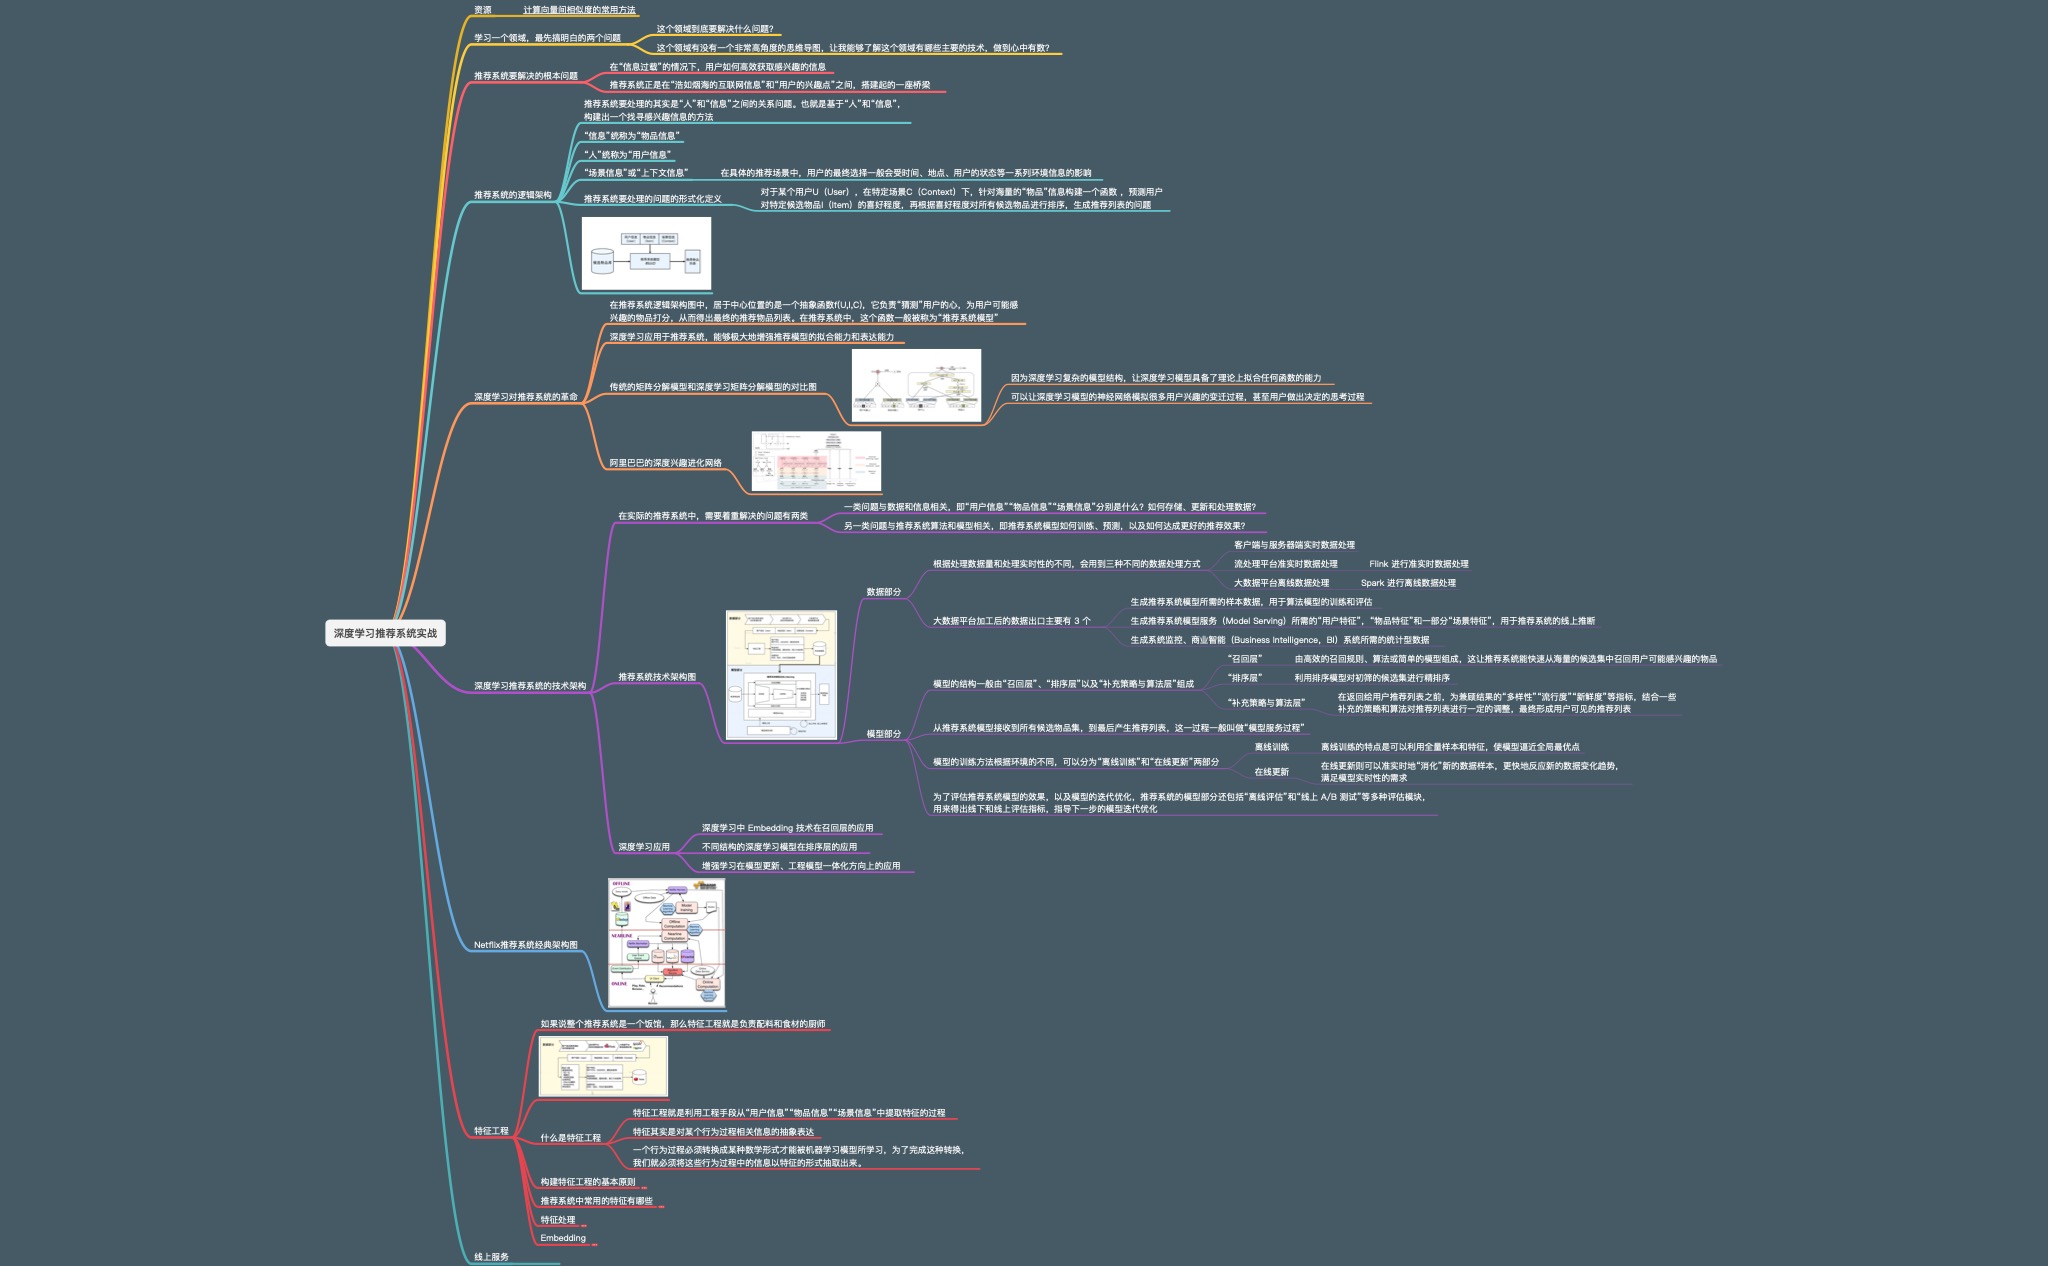 深度学习推荐系统实战
资源
计算向量间相似度的常用方法
学习一个领域，最先搞明白的两个问题
这个领域到底要解决什么问题？
这个领域有没有一个非常高角度的思维导图，让我能够了解这个领域有哪些主要的技术，做到心中有数？
推荐系统要解决的根本问题
在“信息过载”的情况下，用户如何高效获取感兴趣的信息
推荐系统正是在“浩如烟海的互联网信息”和“用户的兴趣点”之间，搭建起的一座桥梁
推荐系统的逻辑架构
推荐系统要处理的其实是“人”和“信息”之间的关系问题。也就是基于“人”和“信息”，
构建出一个找寻感兴趣信息的方法
“信息”统称为“物品信息”
“人”统称为“用户信息”
“场景信息”或“上下文信息”
在具体的推荐场景中，用户的最终选择一般会受时间、地点、用户的状态等一系列环境信息的影响
推荐系统要处理的问题的形式化定义
对于某个用户U（User），在特定场景C（Context）下，针对海量的“物品”信息构建一个函数 ，预测用户
对特定候选物品I（Item）的喜好程度，再根据喜好程度对所有候选物品进行排序，生成推荐列表的问题
深度学习对推荐系统的革命
在推荐系统逻辑架构图中，居于中心位置的是一个抽象函数f(U,I,C)，它负责“猜测”用户的心，为用户可能感
兴趣的物品打分，从而得出最终的推荐物品列表。在推荐系统中，这个函数一般被称为“推荐系统模型”
深度学习应用于推荐系统，能够极大地增强推荐模型的拟合能力和表达能力
传统的矩阵分解模型和深度学习矩阵分解模型的对比图
因为深度学习复杂的模型结构，让深度学习模型具备了理论上拟合任何函数的能力
可以让深度学习模型的神经网络模拟很多用户兴趣的变迁过程，甚至用户做出决定的思考过程
阿里巴巴的深度兴趣进化网络
深度学习推荐系统的技术架构
在实际的推荐系统中，需要着重解决的问题有两类
一类问题与数据和信息相关，即“用户信息”“物品信息”“场景信息”分别是什么？如何存储、更新和处理数据？
另一类问题与推荐系统算法和模型相关，即推荐系统模型如何训练、预测，以及如何达成更好的推荐效果？
推荐系统技术架构图
数据部分
根据处理数据量和处理实时性的不同，会用到三种不同的数据处理方式
客户端与服务器端实时数据处理
流处理平台准实时数据处理
Flink 进行准实时数据处理
大数据平台离线数据处理
Spark 进行离线数据处理
大数据平台加工后的数据出口主要有 3 个
生成推荐系统模型所需的样本数据，用于算法模型的训练和评估
生成推荐系统模型服务（Model Serving）所需的“用户特征”，“物品特征”和一部分“场景特征”，用于推荐系统的线上推断
生成系统监控、商业智能（Business Intelligence，BI）系统所需的统计型数据
模型部分
模型的结构一般由“召回层”、“排序层”以及“补充策略与算法层”组成
“召回层”
由高效的召回规则、算法或简单的模型组成，这让推荐系统能快速从海量的候选集中召回用户可能感兴趣的物品
“排序层”
利用排序模型对初筛的候选集进行精排序
“补充策略与算法层”
在返回给用户推荐列表之前，为兼顾结果的“多样性”“流行度”“新鲜度”等指标，结合一些
补充的策略和算法对推荐列表进行一定的调整，最终形成用户可见的推荐列表
从推荐系统模型接收到所有候选物品集，到最后产生推荐列表，这一过程一般叫做“模型服务过程”
模型的训练方法根据环境的不同，可以分为“离线训练”和“在线更新”两部分
离线训练
离线训练的特点是可以利用全量样本和特征，使模型逼近全局最优点
在线更新
在线更新则可以准实时地“消化”新的数据样本，更快地反应新的数据变化趋势，
满足模型实时性的需求
为了评估推荐系统模型的效果，以及模型的迭代优化，推荐系统的模型部分还包括“离线评估”和“线上 A/B 测试”等多种评估模块，
用来得出线下和线上评估指标，指导下一步的模型迭代优化
深度学习应用
深度学习中 Embedding 技术在召回层的应用
不同结构的深度学习模型在排序层的应用
增强学习在模型更新、工程模型一体化方向上的应用
Netflix推荐系统经典架构图
OFFLINE
Model
training
Offline
Computation
NEARLINE
Nearline
Computation
ONLINE
Online
Computation
特征工程
如果说整个推荐系统是一个饭馆，那么特征工程就是负责配料和食材的厨师
什么是特征工程
特征工程就是利用工程手段从“用户信息”“物品信息”“场景信息”中提取特征的过程
特征其实是对某个行为过程相关信息的抽象表达
一个行为过程必须转换成某种数学形式才能被机器学习模型所学习，为了完成这种转换，
我们就必须将这些行为过程中的信息以特征的形式抽取出来。
构建特征工程的基本原则
推荐系统中常用的特征有哪些
特征处理
Embedding
线上服务